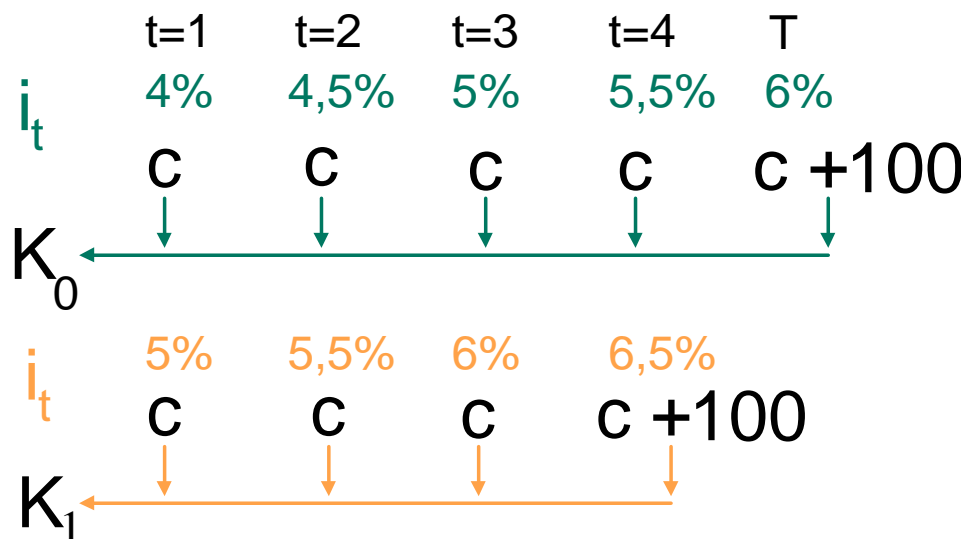 t=1 t=2 t=3 t=4 T
i_t 4% 4,5% 5% 5,5% 6%
c c c c c +100
K_0
i_t 5% 5,5% 6% 6,5%
c c c c +100
K_1